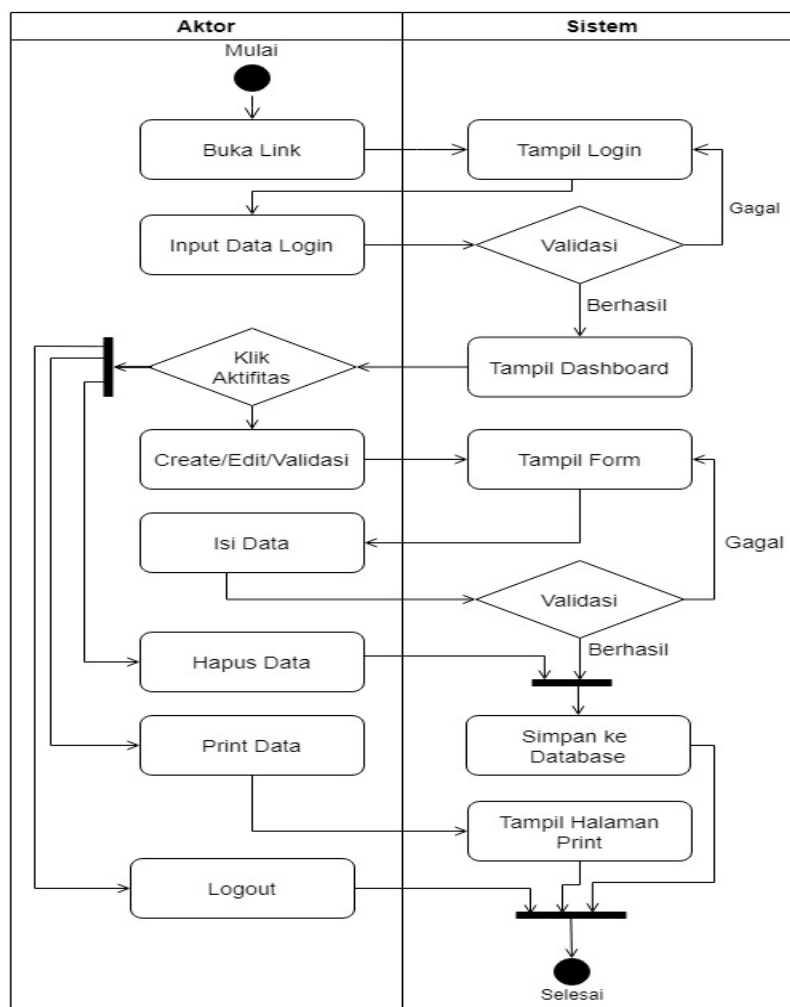 Aktor
Sistem
Mulai
Buka Link
Tampil Login
Gagal
Input Data Login
Validasi
Berhasil
Klik
Aktifitas
Tampil Dashboard
Create/Edit/Validasi
Tampil Form
Isi Data
Gagal
Validasi
Berhasil
Hapus Data
Print Data
Simpan ke
Database
Tampil Halaman
Print
Logout
Selesai